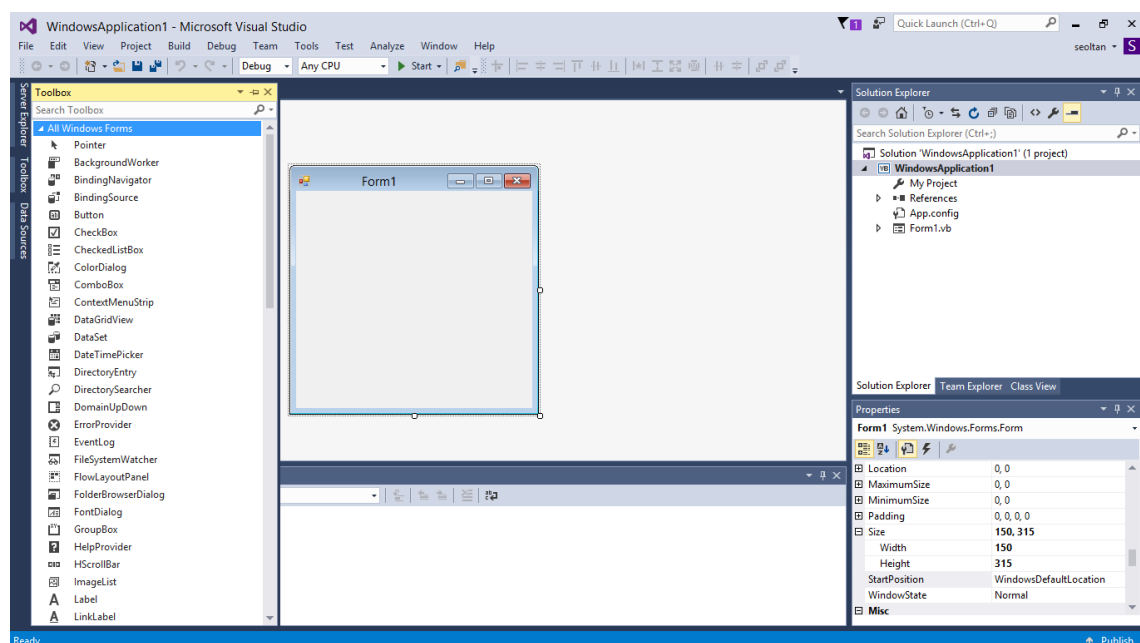 WindowsApplication1 - Microsoft Visual Studio
1
Quick Launch (Ctrl+Q)
File Edit View Project Build Debug Team Tools Test Analyze Window Help
seoltan
S
Debug
Any CPU
Start
Server Explorer
Toolbox
Data Sources
Toolbox
Search Toolbox
All Windows Forms
Pointer
BackgroundWorker
BindingNavigator
BindingSource
Button
CheckBox
CheckedListBox
ColorDialog
ComboBox
ContextMenuStrip
DataGridView
DataSet
DateTimePicker
DirectoryEntry
DirectorySearcher
DomainUpDown
ErrorProvider
EventLog
FileSystemWatcher
FlowLayoutPanel
FolderBrowserDialog
FontDialog
GroupBox
HelpProvider
HScrollBar
ImageList
Label
LinkLabel
Form1
Solution Explorer
Search Solution Explorer (Ctrl+;)
Solution 'WindowsApplication1' (1 project)
VB WindowsApplication1
My Project
References
App.config
Form1.vb
Solution Explorer Team Explorer Class View
Properties
Form1 System.Windows.Forms.Form
Location 0, 0
MaximumSize 0, 0
MinimumSize 0, 0
Padding 0, 0, 0, 0
Size 150, 315
Width 150
Height 315
StartPosition WindowsDefaultLocation
WindowState Normal
Misc
Ready
Publish